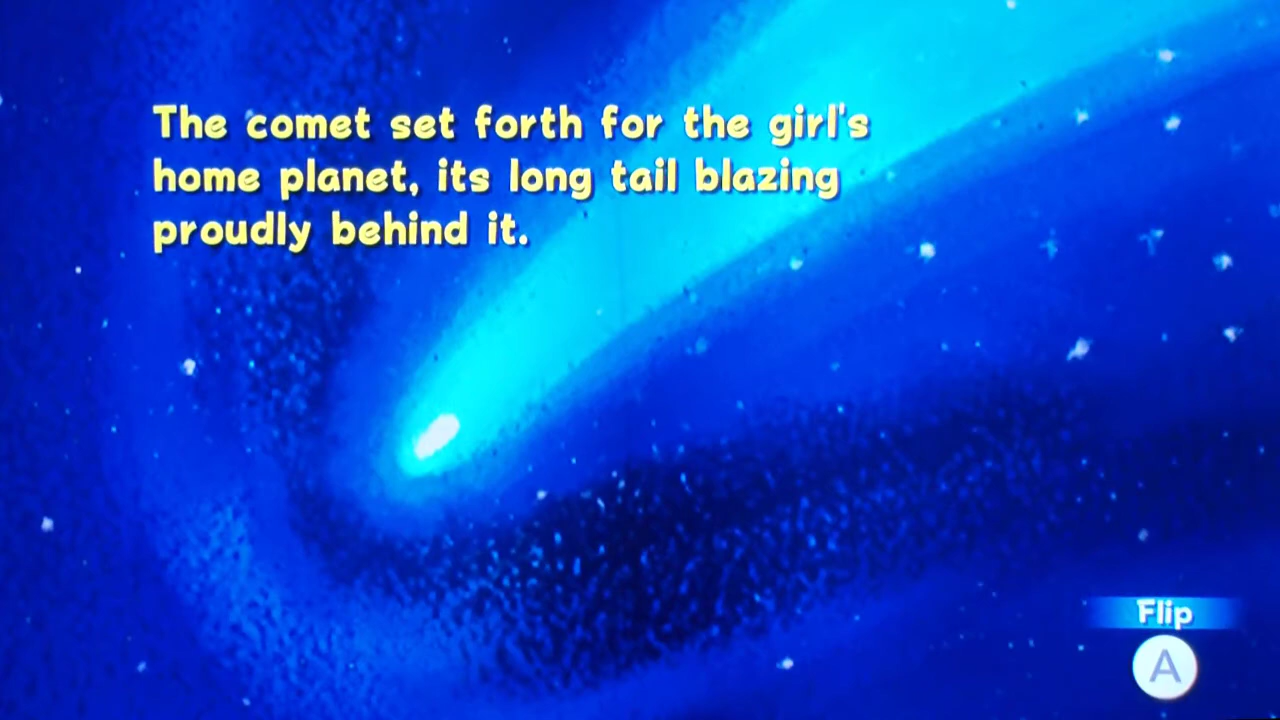 The comet set forth for the girl's
home planet, its long tail blazing
proudly behind it.
Flip
A